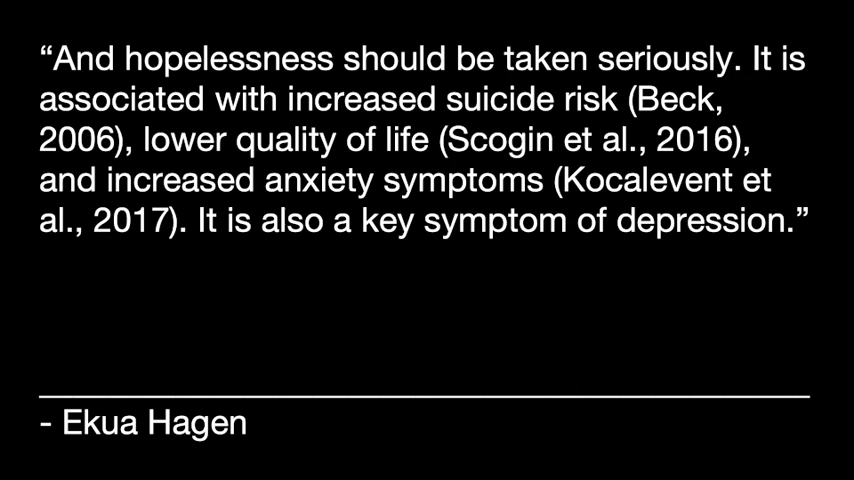 “And hopelessness should be taken seriously. It is
associated with increased suicide risk (Beck,
2006), lower quality of life (Scogin et al., 2016),
and increased anxiety symptoms (Kocalevent et
al., 2017). It is also a key symptom of depression.”
- Ekua Hagen